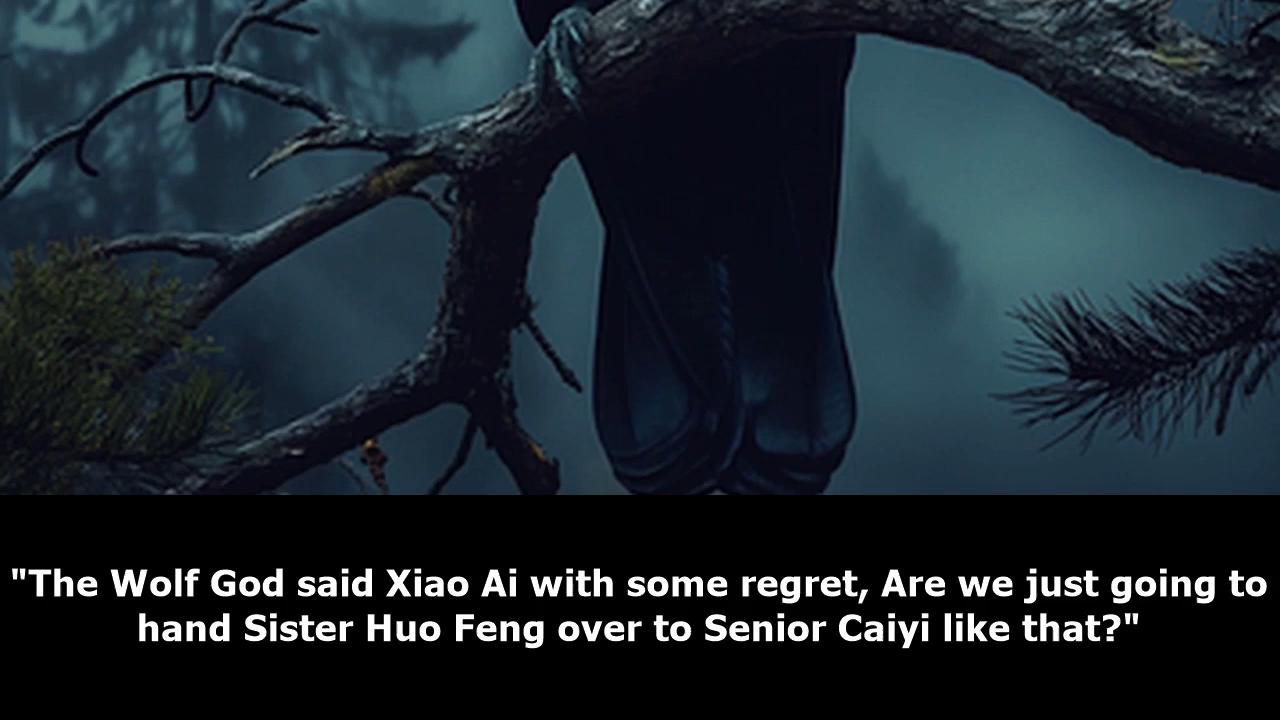 "The Wolf God said Xiao Ai with some regret, Are we just going to
hand Sister Huo Feng over to Senior Caiyi like that?"